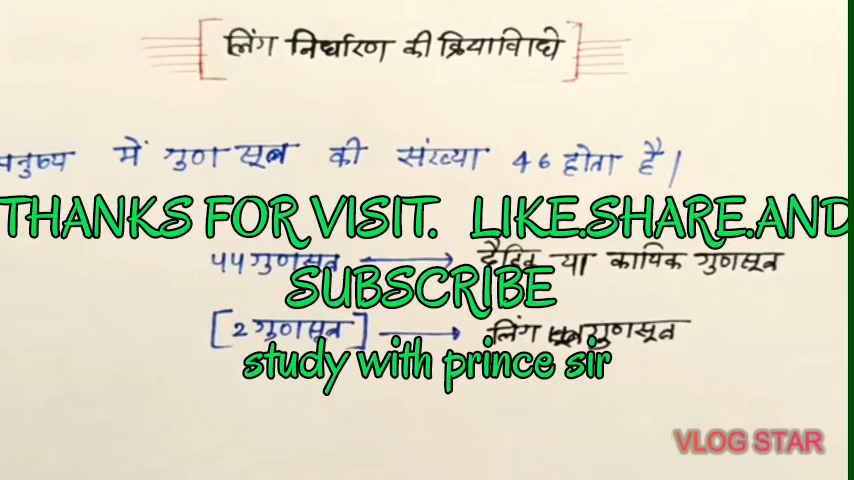 लिंग निर्धारण की क्रियाविधि
मनुष्य में गुणसूत्र की संख्या 46 होता है|
THANKS FOR VISIT. LIKE.SHARE.AND
44 गुणसूत्र → दैहिक या कायिक गुणसूत्र
SUBSCRIBE
[2 गुणसूत्र] → लिंग गुणसूत्र
study with prince sir
VLOG STAR